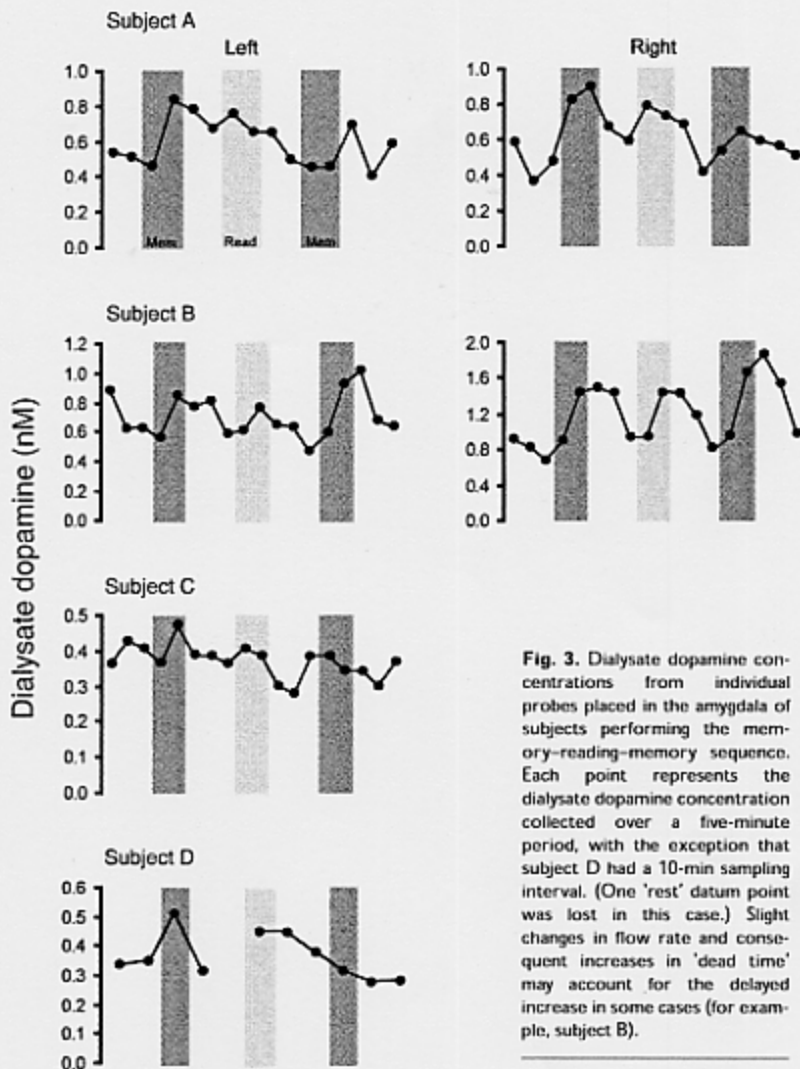 Subject A
Left
Right
1.0
0.8
0.6
0.4
0.2
0.0
Mem
Read
Mem
1.0
0.8
0.6
0.4
0.2
0.0
Subject B
1.2
1.0
0.8
0.6
0.4
0.2
0.0
2.0
1.6
1.2
0.8
0.4
0.0
Dialysate dopamine (nM)
Subject C
0.5
0.4
0.3
0.2
0.1
0.0
Subject D
0.6
0.5
0.4
0.3
0.2
0.1
0.0
Fig. 3. Dialysate dopamine con-
centrations from individual
probes placed in the amygdala of
subjects performing the mem-
ory–reading–memory sequence.
Each point represents the
dialysate dopamine concentration
collected over a five-minute
period, with the exception that
subject D had a 10-min sampling
interval. (One 'rest' datum point
was lost in this case.) Slight
changes in flow rate and conse-
quent increases in 'dead time'
may account for the delayed
increase in some cases (for exam-
ple, subject B).